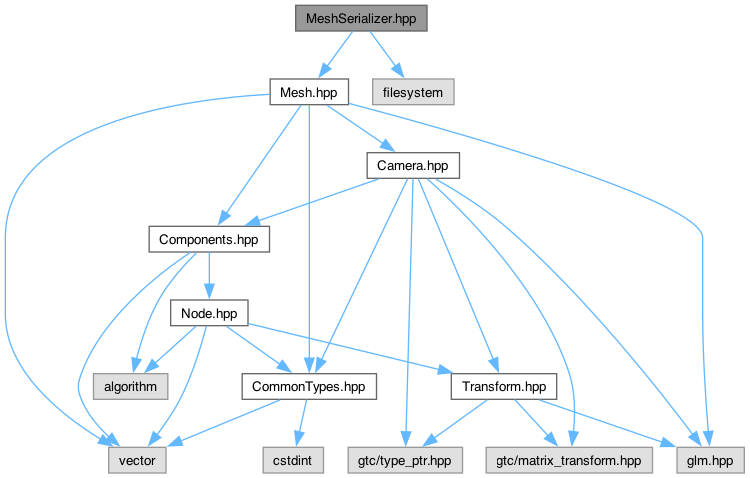 MeshSerializer.hpp
Mesh.hpp
filesystem
Camera.hpp
Components.hpp
Node.hpp
algorithm
CommonTypes.hpp
Transform.hpp
vector
cstdint
gtc/type_ptr.hpp
gtc/matrix_transform.hpp
glm.hpp